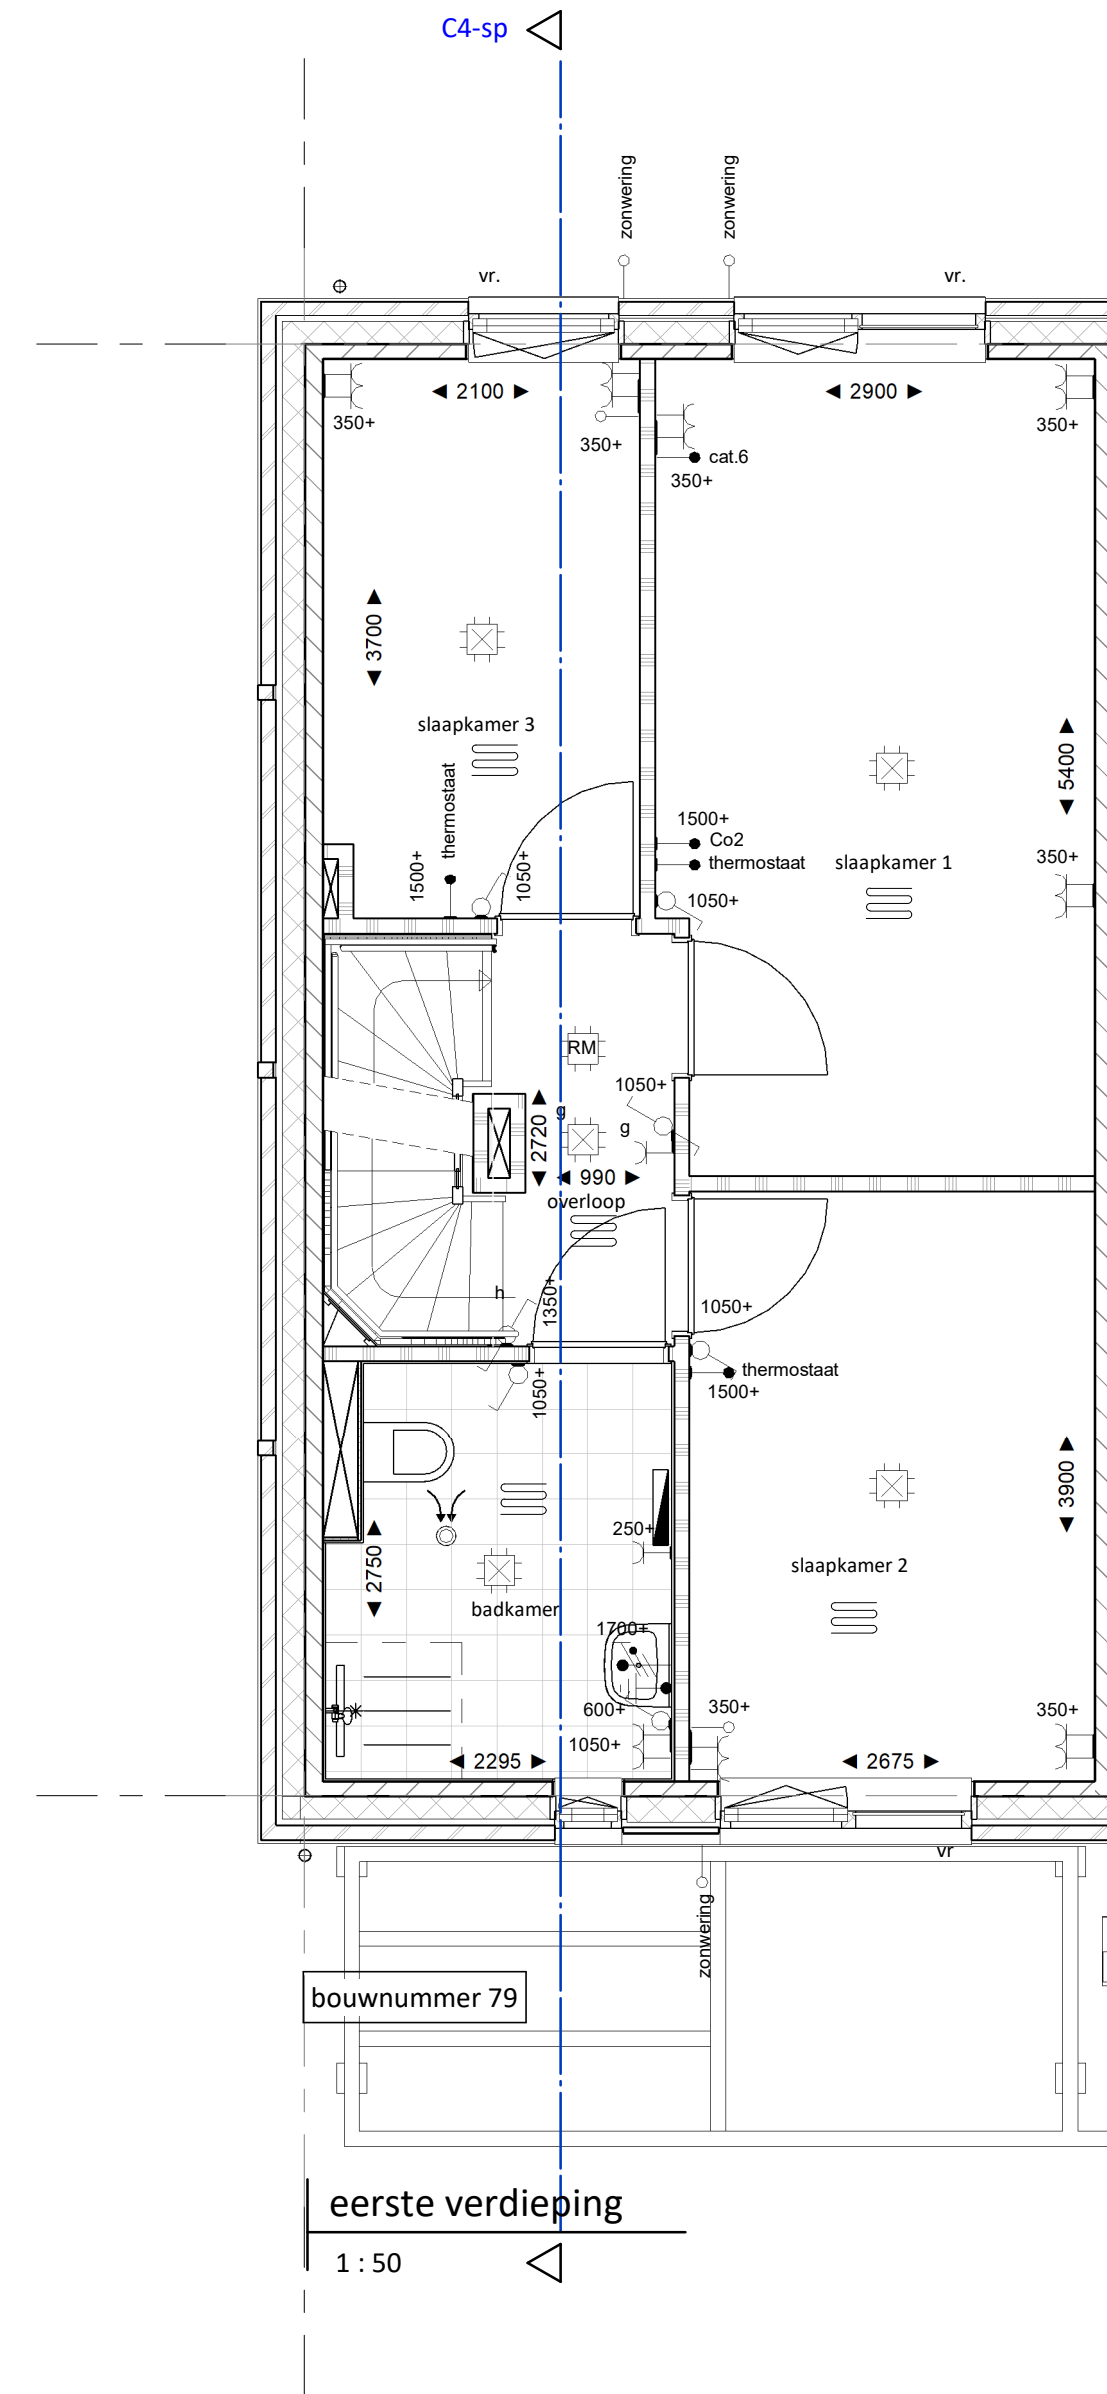 C4-sp
zonwering
zonwering
vr.
vr.
2100
2900
350+
350+
350+
cat.6
350+
3700
slaapkamer 3
5400
thermostaat
1500+
1050+
1500+
Co2
thermostaat
slaapkamer 1
350+
1050+
RM
1050+
g
g
2720
990
overloop
h
1350+
1050+
1050+
thermostaat
1500+
3900
250+
2750
slaapkamer 2
badkamer
1700+
600+
350+
350+
1050+
2295
2675
vr
zonwering
bouwnummer 79
eerste verdieping
1 : 50